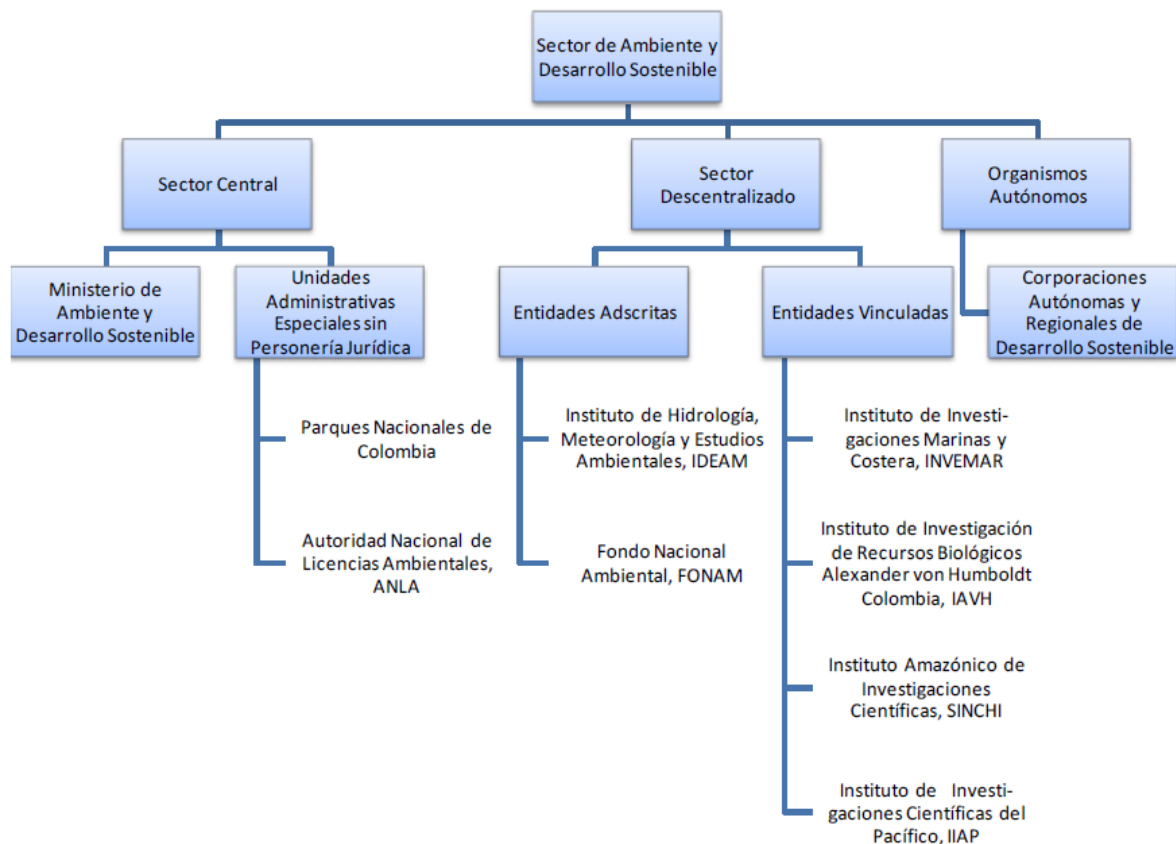 Sector de Ambiente y
Desarrollo Sostenible
Sector Central
Sector
Descentralizado
Organismos
Autónomos
Ministerio de
Ambiente y
Desarrollo Sostenible
Unidades
Administrativas
Especiales sin
Personería Jurídica
Entidades Adscritas
Entidades Vinculadas
Corporaciones
Autónomas y
Regionales de
Desarrollo Sostenible
Parques Nacionales de
Colombia
Autoridad Nacional de
Licencias Ambientales,
ANLA
Instituto de Hidrología,
Meteorología y Estudios
Ambientales, IDEAM
Fondo Nacional
Ambiental, FONAM
Instituto de Investi-
gaciones Marinas y
Costera, INVEMAR
Instituto de Investigación
de Recursos Biológicos
Alexander von Humboldt
Colombia, IAVH
Instituto Amazónico de
Investigaciones
Científicas, SINCHI
Instituto de Investi-
gaciones Científicas del
Pacífico, IIAP